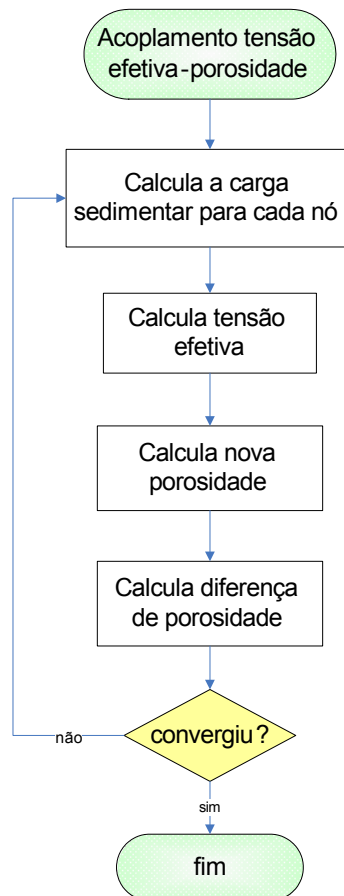 Acoplamento tensão
efetiva-porosidade
Calcula a carga
sedimentar para cada nó
Calcula tensão
efetiva
Calcula nova
porosidade
Calcula diferença
de porosidade
convergiu?
não
sim
fim